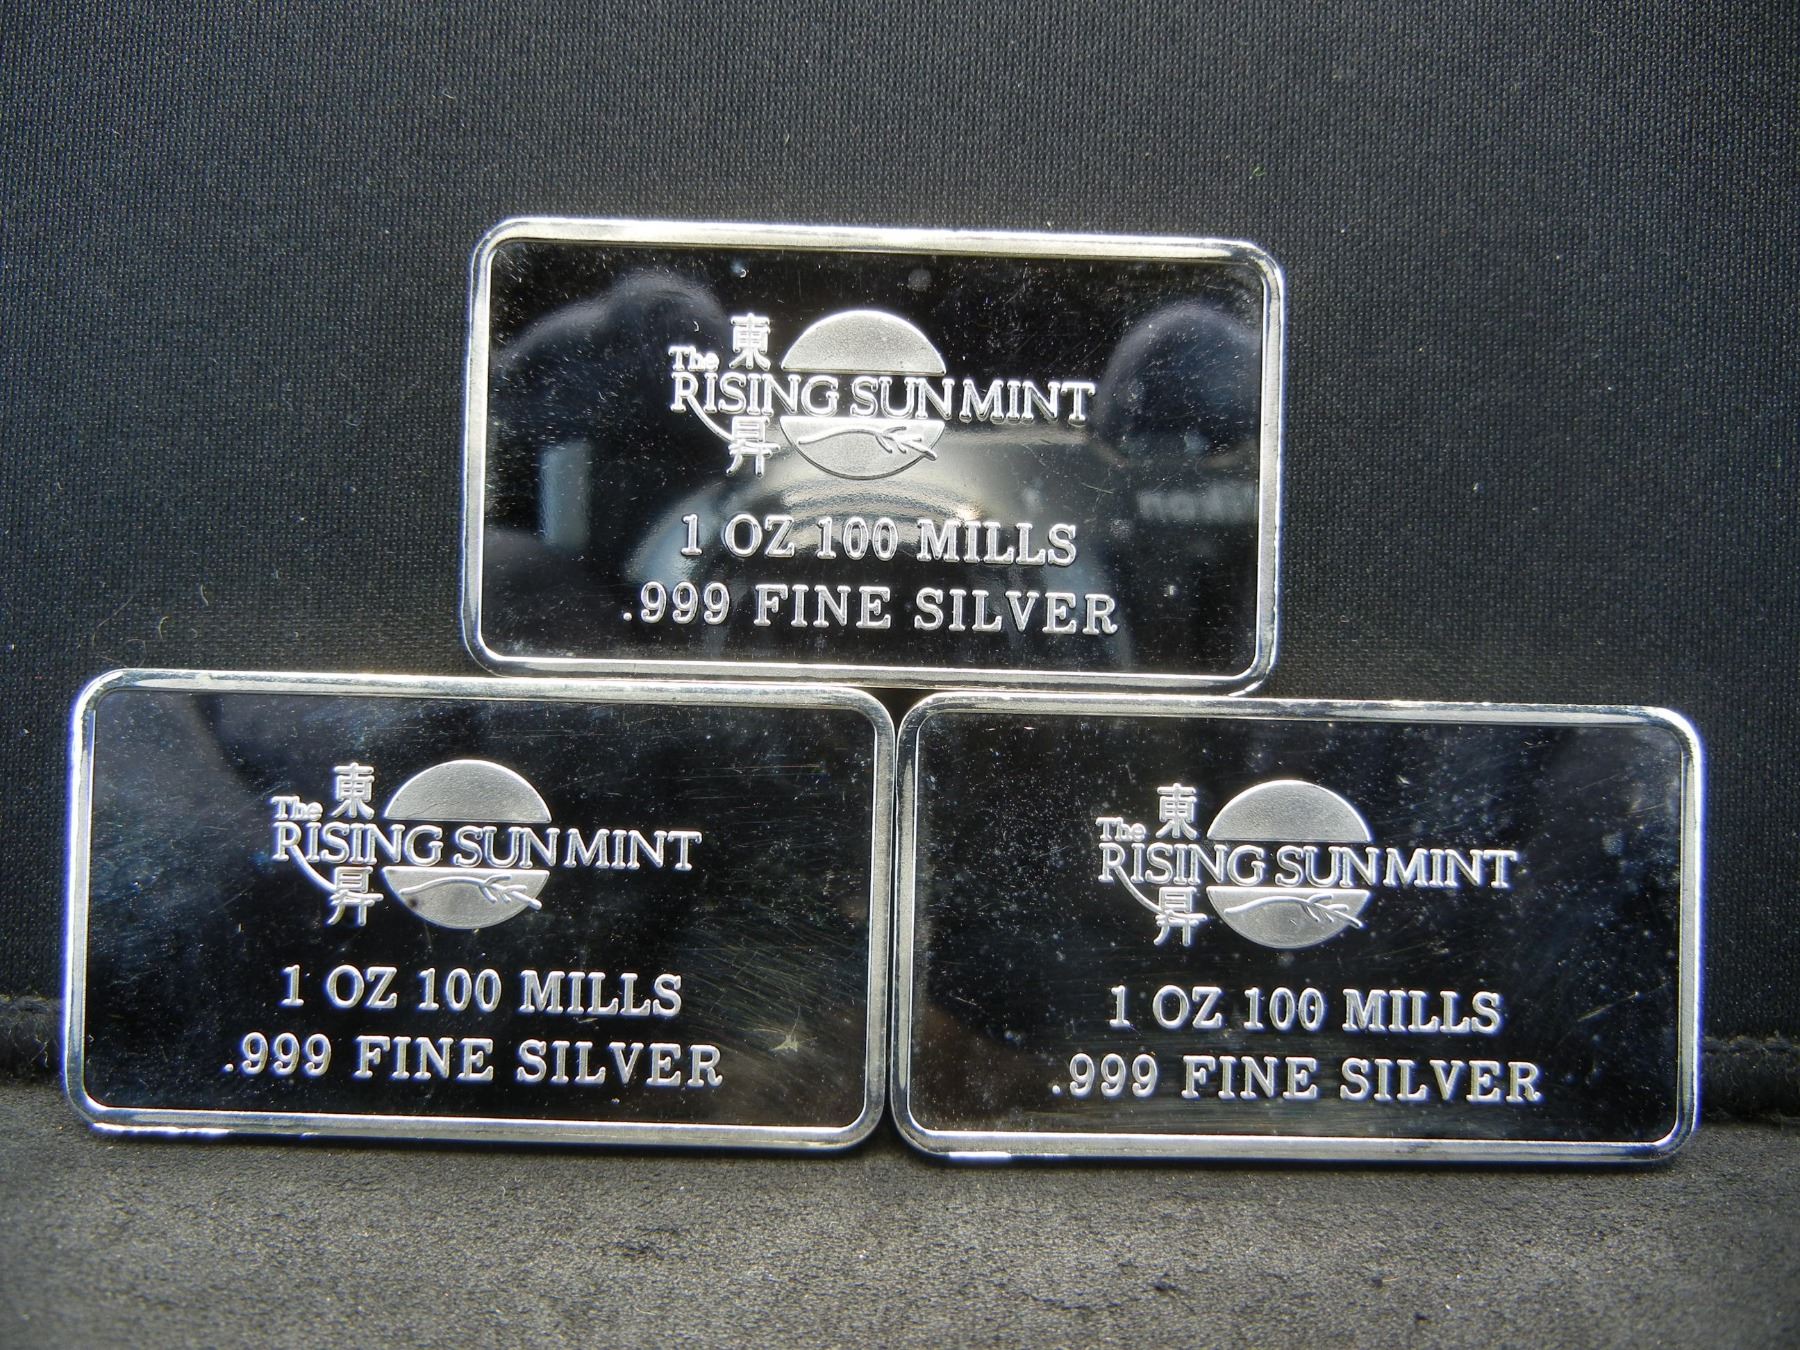 東
The
RISING SUN MINT
昇
1 OZ 100 MILLS
.999 FINE SILVER
東
The
RISING SUN MINT
昇
1 OZ 100 MILLS
.999 FINE SILVER
東
The
RISING SUN MINT
昇
1 OZ 100 MILLS
.999 FINE SILVER